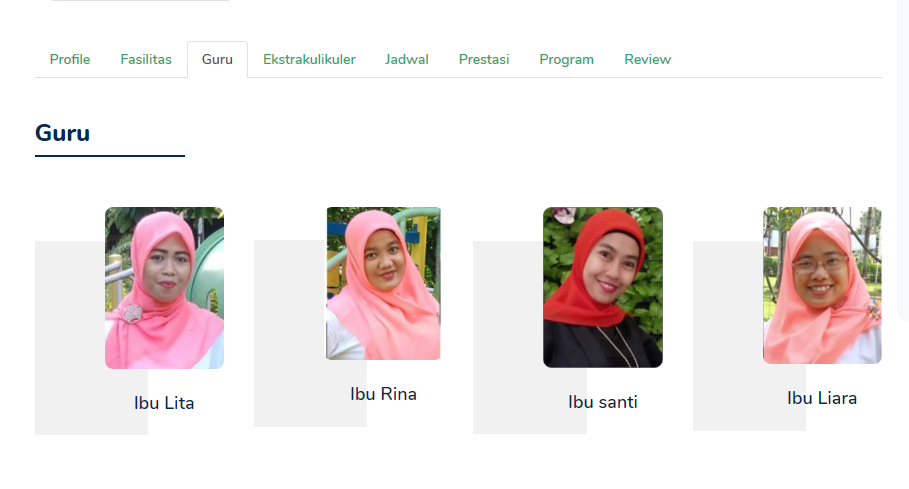 Profile Fasilitas Guru Ekstrakulikuler Jadwal Prestasi Program Review
Guru
Ibu Lita Ibu Rina Ibu santi Ibu Liara